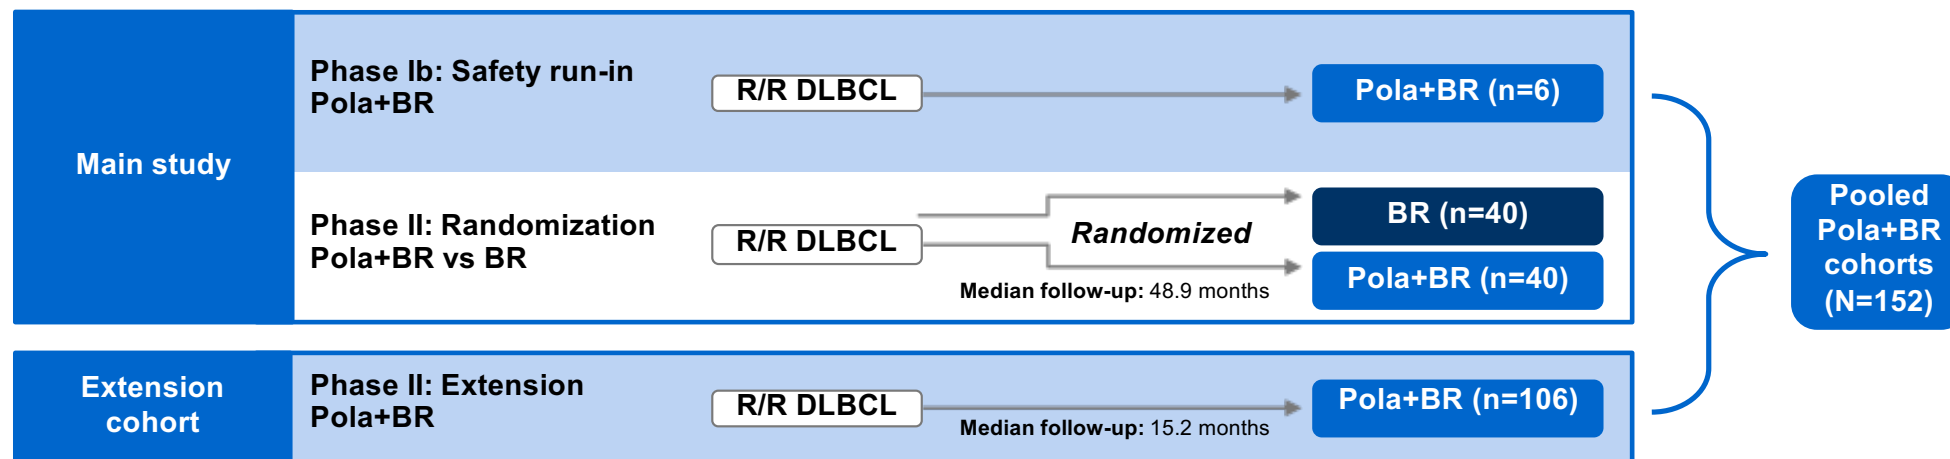 Main study
Phase Ib: Safety run-in
Pola+BR
R/R DLBCL
Pola+BR (n=6)
Phase II: Randomization
Pola+BR vs BR
R/R DLBCL
Randomized
BR (n=40)
Pola+BR (n=40)
Median follow-up: 48.9 months
Extension
cohort
Phase II: Extension
Pola+BR
R/R DLBCL
Median follow-up: 15.2 months
Pola+BR (n=106)
Pooled
Pola+BR
cohorts
(N=152)